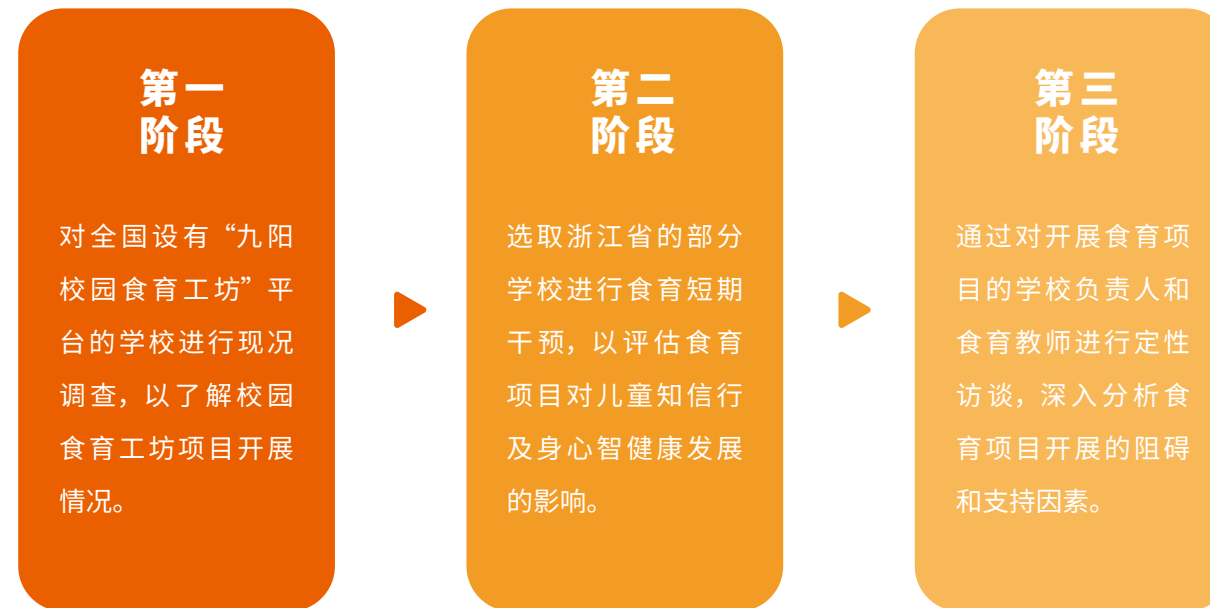 第一
阶段
对全国设有“九阳
校园食育工坊”平
台的学校进行现况
调查，以了解校园
食育工坊项目开展
情况。
第二
阶段
选取浙江省的部分
学校进行食育短期
干预，以评估食育
项目对儿童知信行
及身心智健康发展
的影响。
第三
阶段
通过对开展食育项
目的学校负责人和
食育教师进行定性
访谈，深入分析食
育项目开展的阻碍
和支持因素。